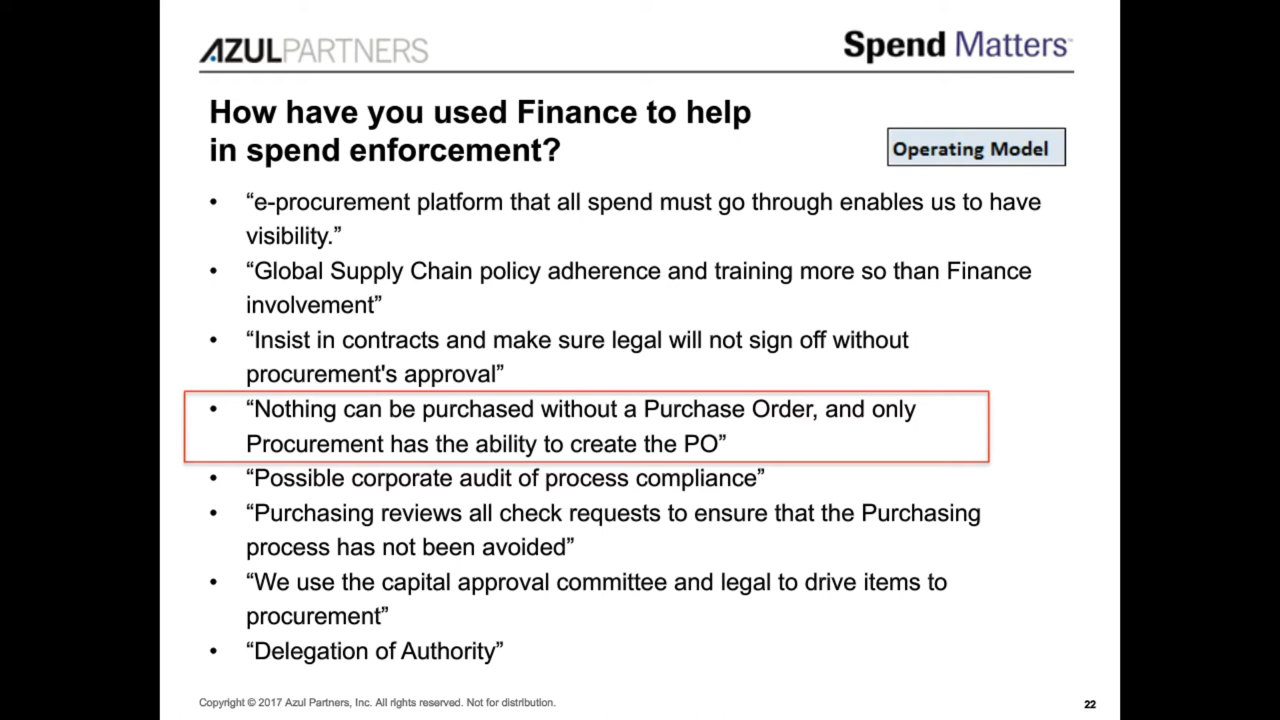 AZULPARTNERS
Spend Matters
How have you used Finance to help
in spend enforcement?
Operating Model
• “e-procurement platform that all spend must go through enables us to have
visibility.”
• “Global Supply Chain policy adherence and training more so than Finance
involvement”
• “Insist in contracts and make sure legal will not sign off without
procurement's approval”
• “Nothing can be purchased without a Purchase Order, and only
Procurement has the ability to create the PO”
• “Possible corporate audit of process compliance”
• “Purchasing reviews all check requests to ensure that the Purchasing
process has not been avoided”
• “We use the capital approval committee and legal to drive items to
procurement”
• “Delegation of Authority”
Copyright © 2017 Azul Partners, Inc. All rights reserved. Not for distribution.
22